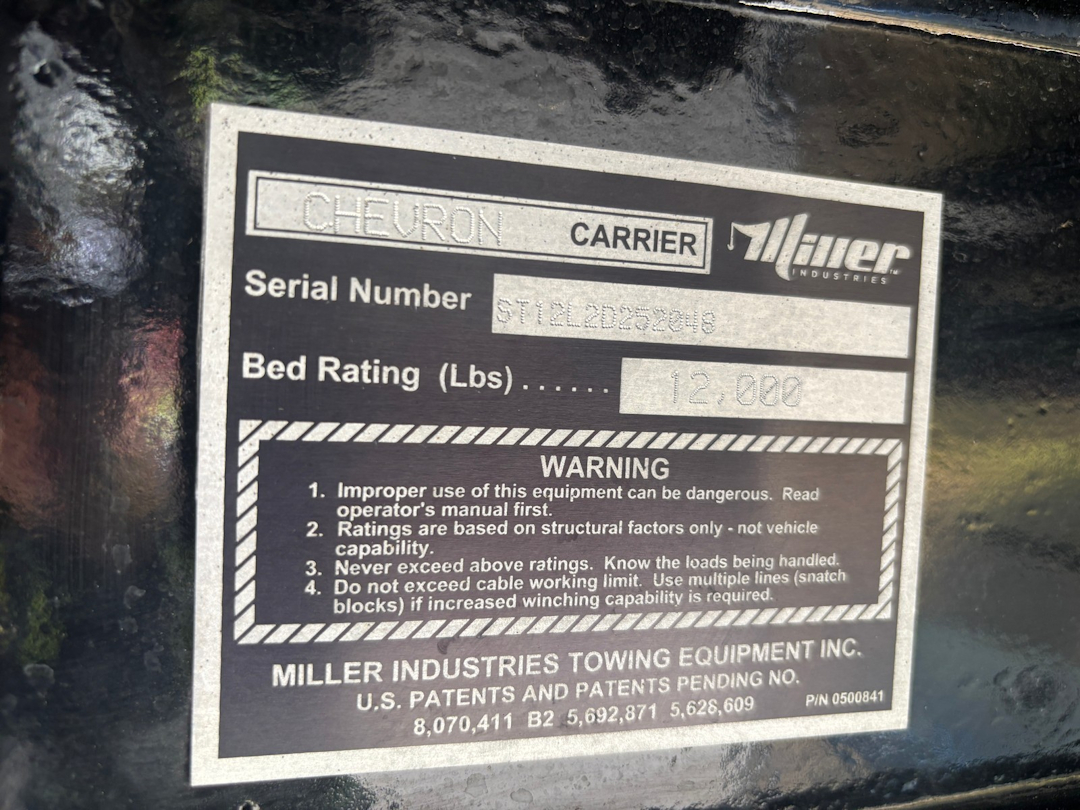 CHEVRON CARRIER
Miller
INDUSTRIES™
Serial Number ST12L2D252048
Bed Rating (Lbs) ...... 12,000
WARNING
1. Improper use of this equipment can be dangerous. Read
operator's manual first.
2. Ratings are based on structural factors only - not vehicle
capability.
3. Never exceed above ratings. Know the loads being handled.
4. Do not exceed cable working limit. Use multiple lines (snatch
blocks) if increased winching capability is required.
MILLER INDUSTRIES TOWING EQUIPMENT INC.
U.S. PATENTS AND PATENTS PENDING NO.
8,070,411 B2 5,692,871 5,628,609
P/N 0500841